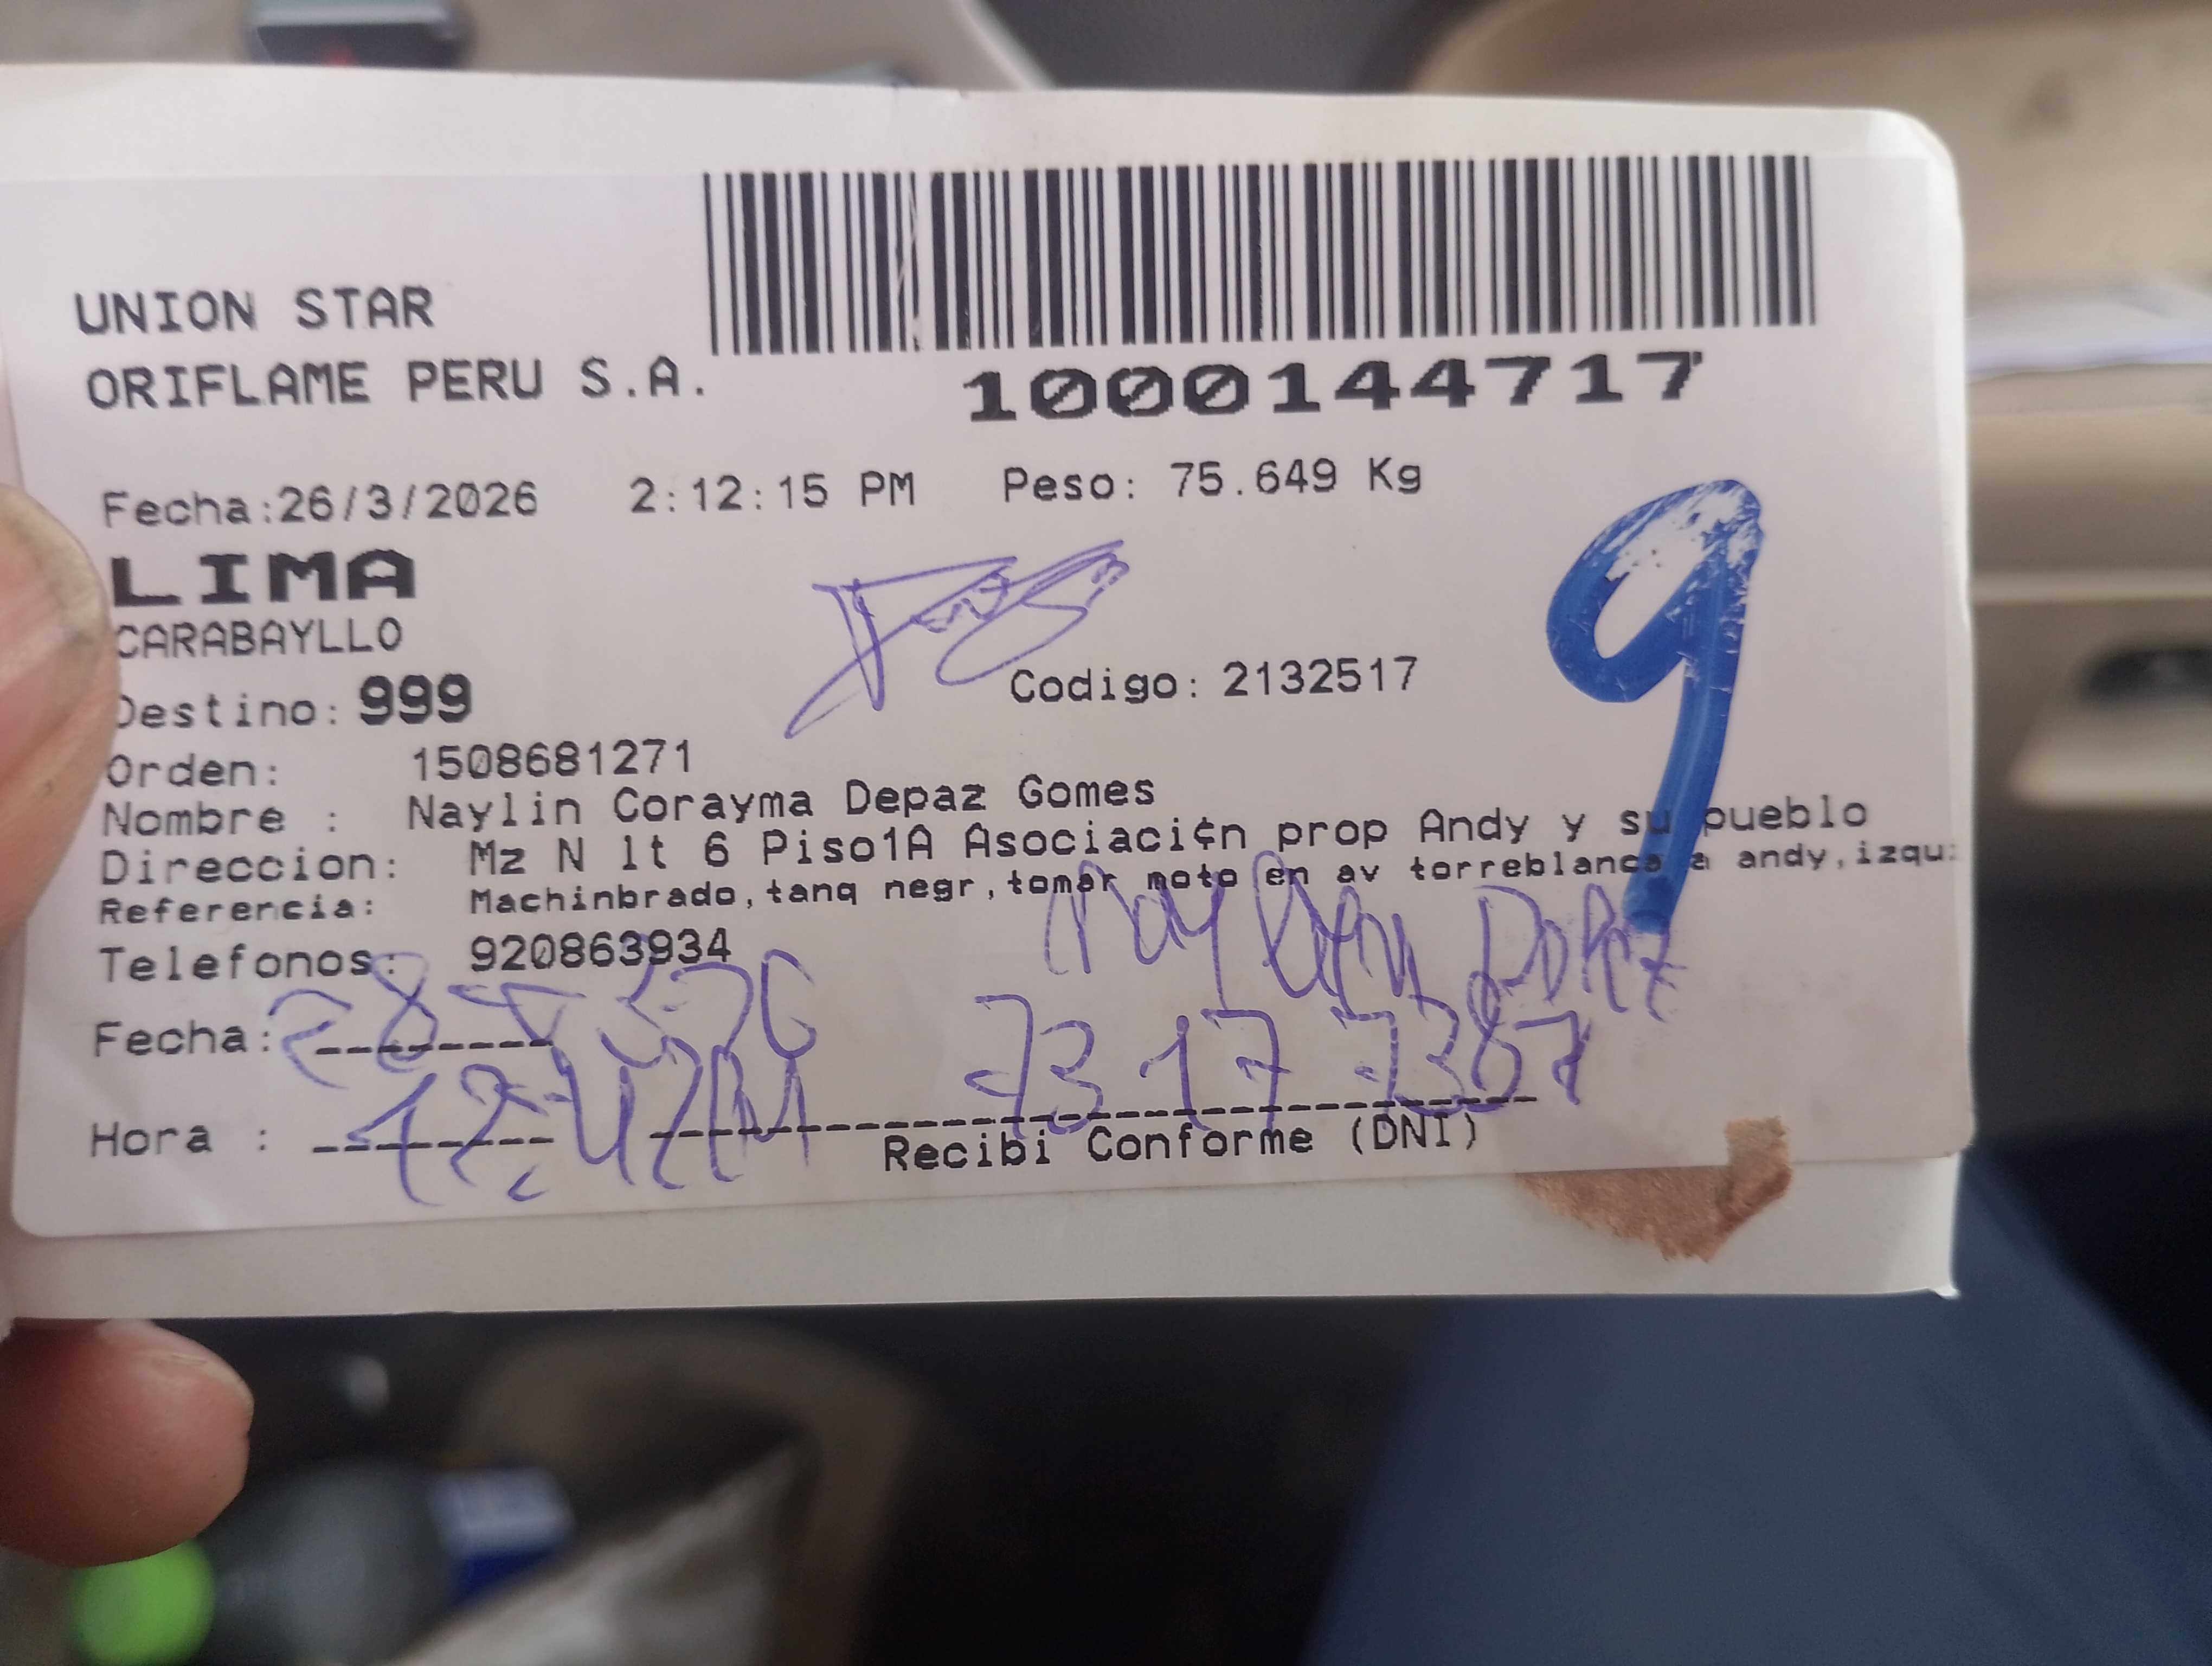 UNION STAR
ORIFLAME PERU S.A.
1000144717
Fecha:26/3/2026 2:12:15 PM Peso: 75.649 Kg
LIMA
CARABAYLLO
Destino: 999 Codigo: 2132517
9
Orden: 1508681271
Nombre : Naylin Corayma Depaz Gomes
Direccion: Mz N lt 6 Piso1A Asociaci¢n prop Andy y su pueblo
Referencia: Machinbrado,tanq negr,tomar moto en av torreblanca a andy,izqu
Telefonos: 920863934
Fecha: 28
Hora :
Recibi Conforme (DNI)